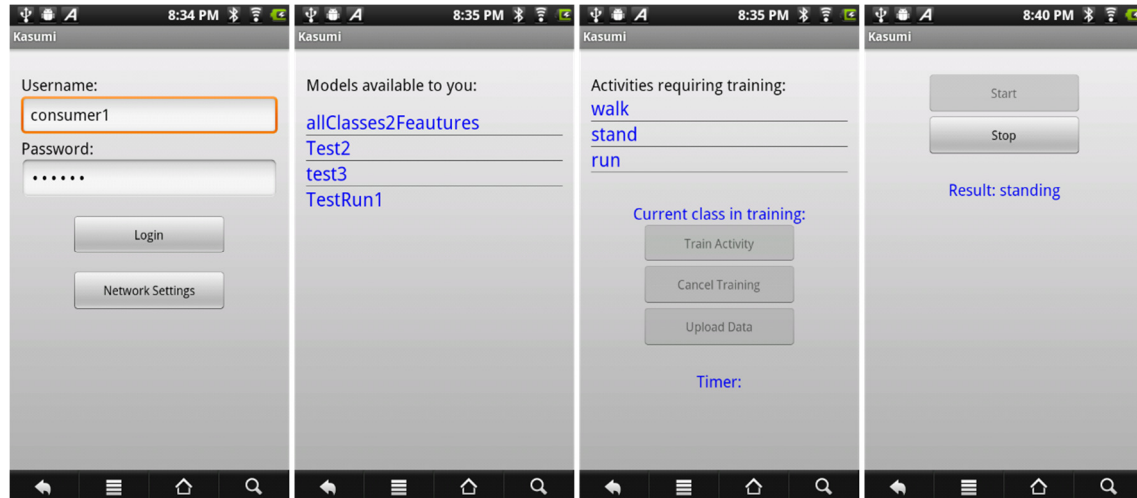 8:34 PM
Kasumi
Username:
consumer1
Password:
••••••
Login
Network Settings
8:35 PM
Kasumi
Models available to you:
allClasses2Feautures
Test2
test3
TestRun1
8:35 PM
Kasumi
Activities requiring training:
walk
stand
run
Current class in training:
Train Activity
Cancel Training
Upload Data
Timer:
8:40 PM
Kasumi
Start
Stop
Result: standing